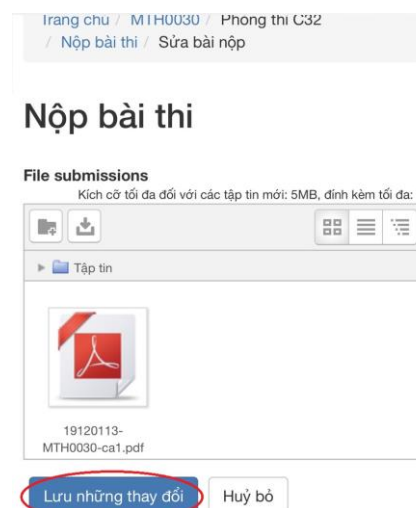 Trang chủ / MTH0030 / Phòng thi C32
/ Nộp bài thi / Sửa bài nộp
Nộp bài thi
File submissions
Kích cỡ tối đa đối với các tập tin mới: 5MB, đính kèm tối đa:
Tập tin
19120113-
MTH0030-ca1.pdf
Lưu những thay đổi
Huỷ bỏ